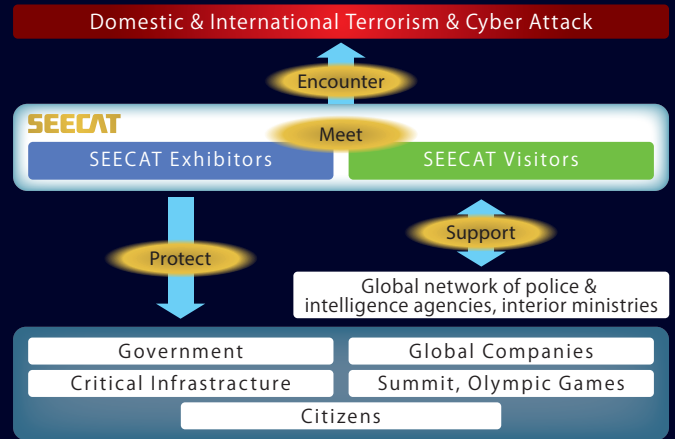 Domestic & International Terrorism & Cyber Attack
Encounter
SEECAT
Meet
SEECAT Exhibitors
SEECAT Visitors
Protect
Support
Global network of police &
intelligence agencies, interior ministries
Government
Global Companies
Critical Infrastracture
Summit, Olympic Games
Citizens